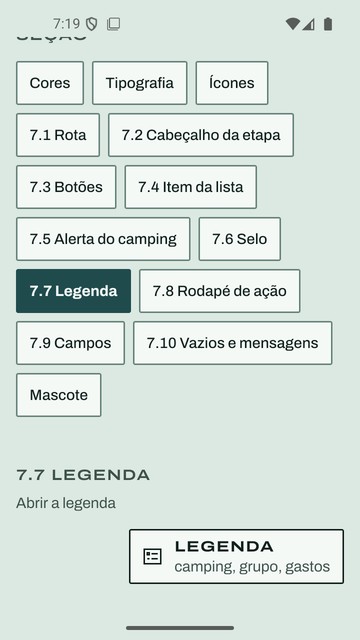 7:19
SEÇÃO
Cores
Tipografia
Ícones
7.1 Rota
7.2 Cabeçalho da etapa
7.3 Botões
7.4 Item da lista
7.5 Alerta do camping
7.6 Selo
7.7 Legenda
7.8 Rodapé de ação
7.9 Campos
7.10 Vazios e mensagens
Mascote
7.7 LEGENDA
Abrir a legenda
LEGENDA
camping, grupo, gastos